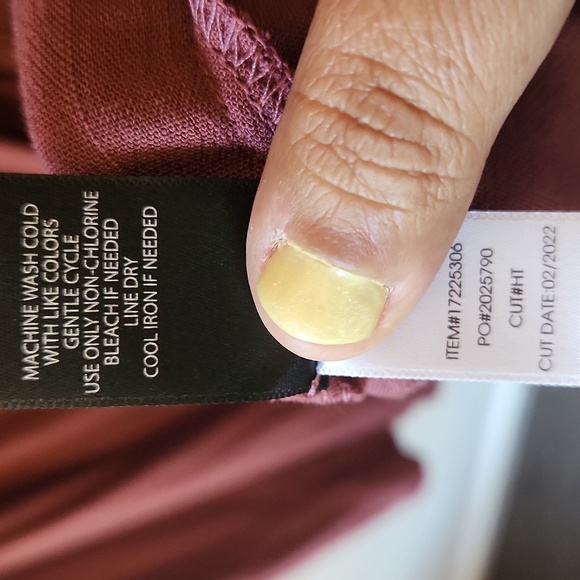 MACHINE WASH COLD
WITH LIKE COLORS
GENTLE CYCLE
USE ONLY NON-CHLORINE
BLEACH IF NEEDED
LINE DRY
COOL IRON IF NEEDED
ITEM#17225306
PO#2025790
CUT#HT
CUT DATE:02/2022